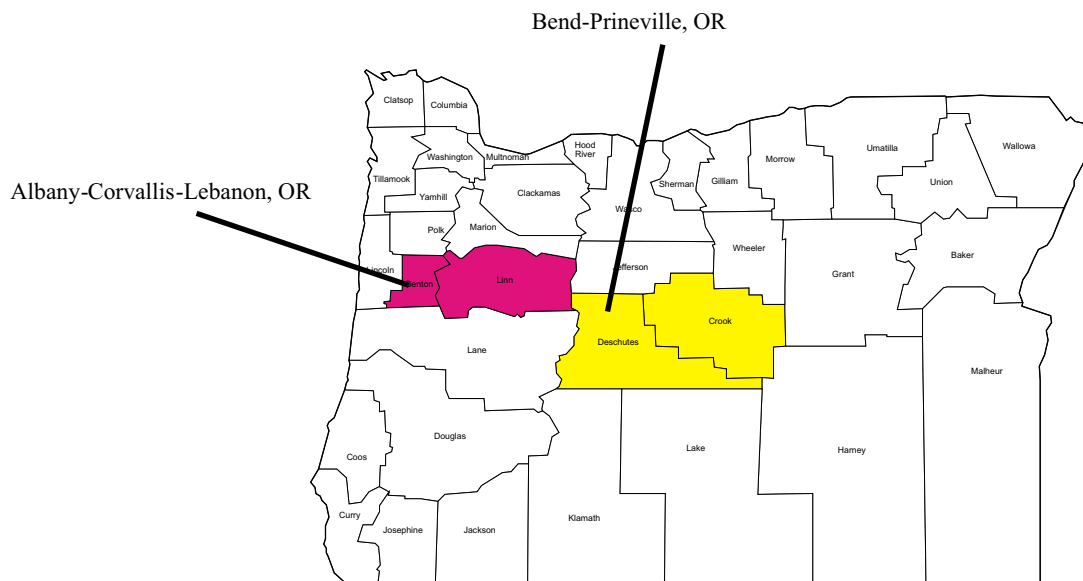 Bend-Prineville, OR
Albany-Corvallis-Lebanon, OR
Clatsop
Columbia
Hood
River
Umatilla
Wallowa
Washington
Multnomah
Morrow
Tillamook
Clackamas
Sherman
Gilliam
Union
Yamhill
Wasco
Polk
Marion
Wheeler
Baker
Lincoln
Jefferson
Grant
Benton
Linn
Crook
Deschutes
Lane
Malheur
Douglas
Lake
Harney
Coos
Curry
Klamath
Josephine
Jackson